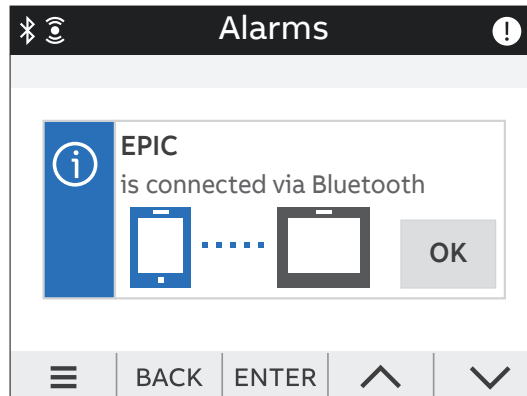 Alarms
EPIC
is connected via Bluetooth
OK
BACK ENTER